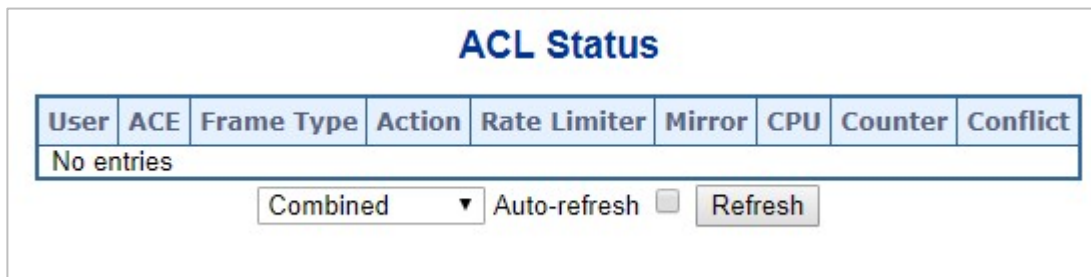 ACL Status
User ACE Frame Type Action Rate Limiter Mirror CPU Counter Conflict
No entries
Combined Auto-refresh Refresh